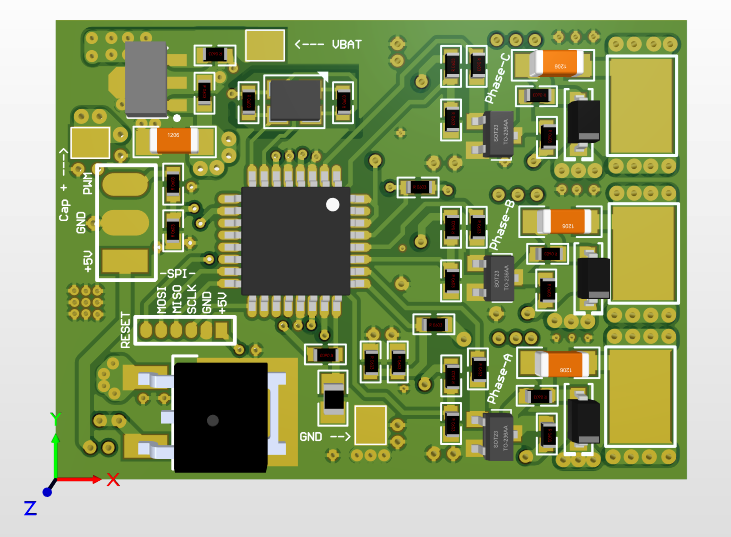 <--- VBAT
Phase-C
1206
1206
SOT23
TO-236AA
Cap + --->
PWM
GND
+5V
Phase-B
1206
SOT23
TO-236AA
-SPI-
RESET
MOSI
MISO
SCLK
GND
+5V
Phase-A
1206
SOT23
TO-236AA
GND -->
Y
X
Z